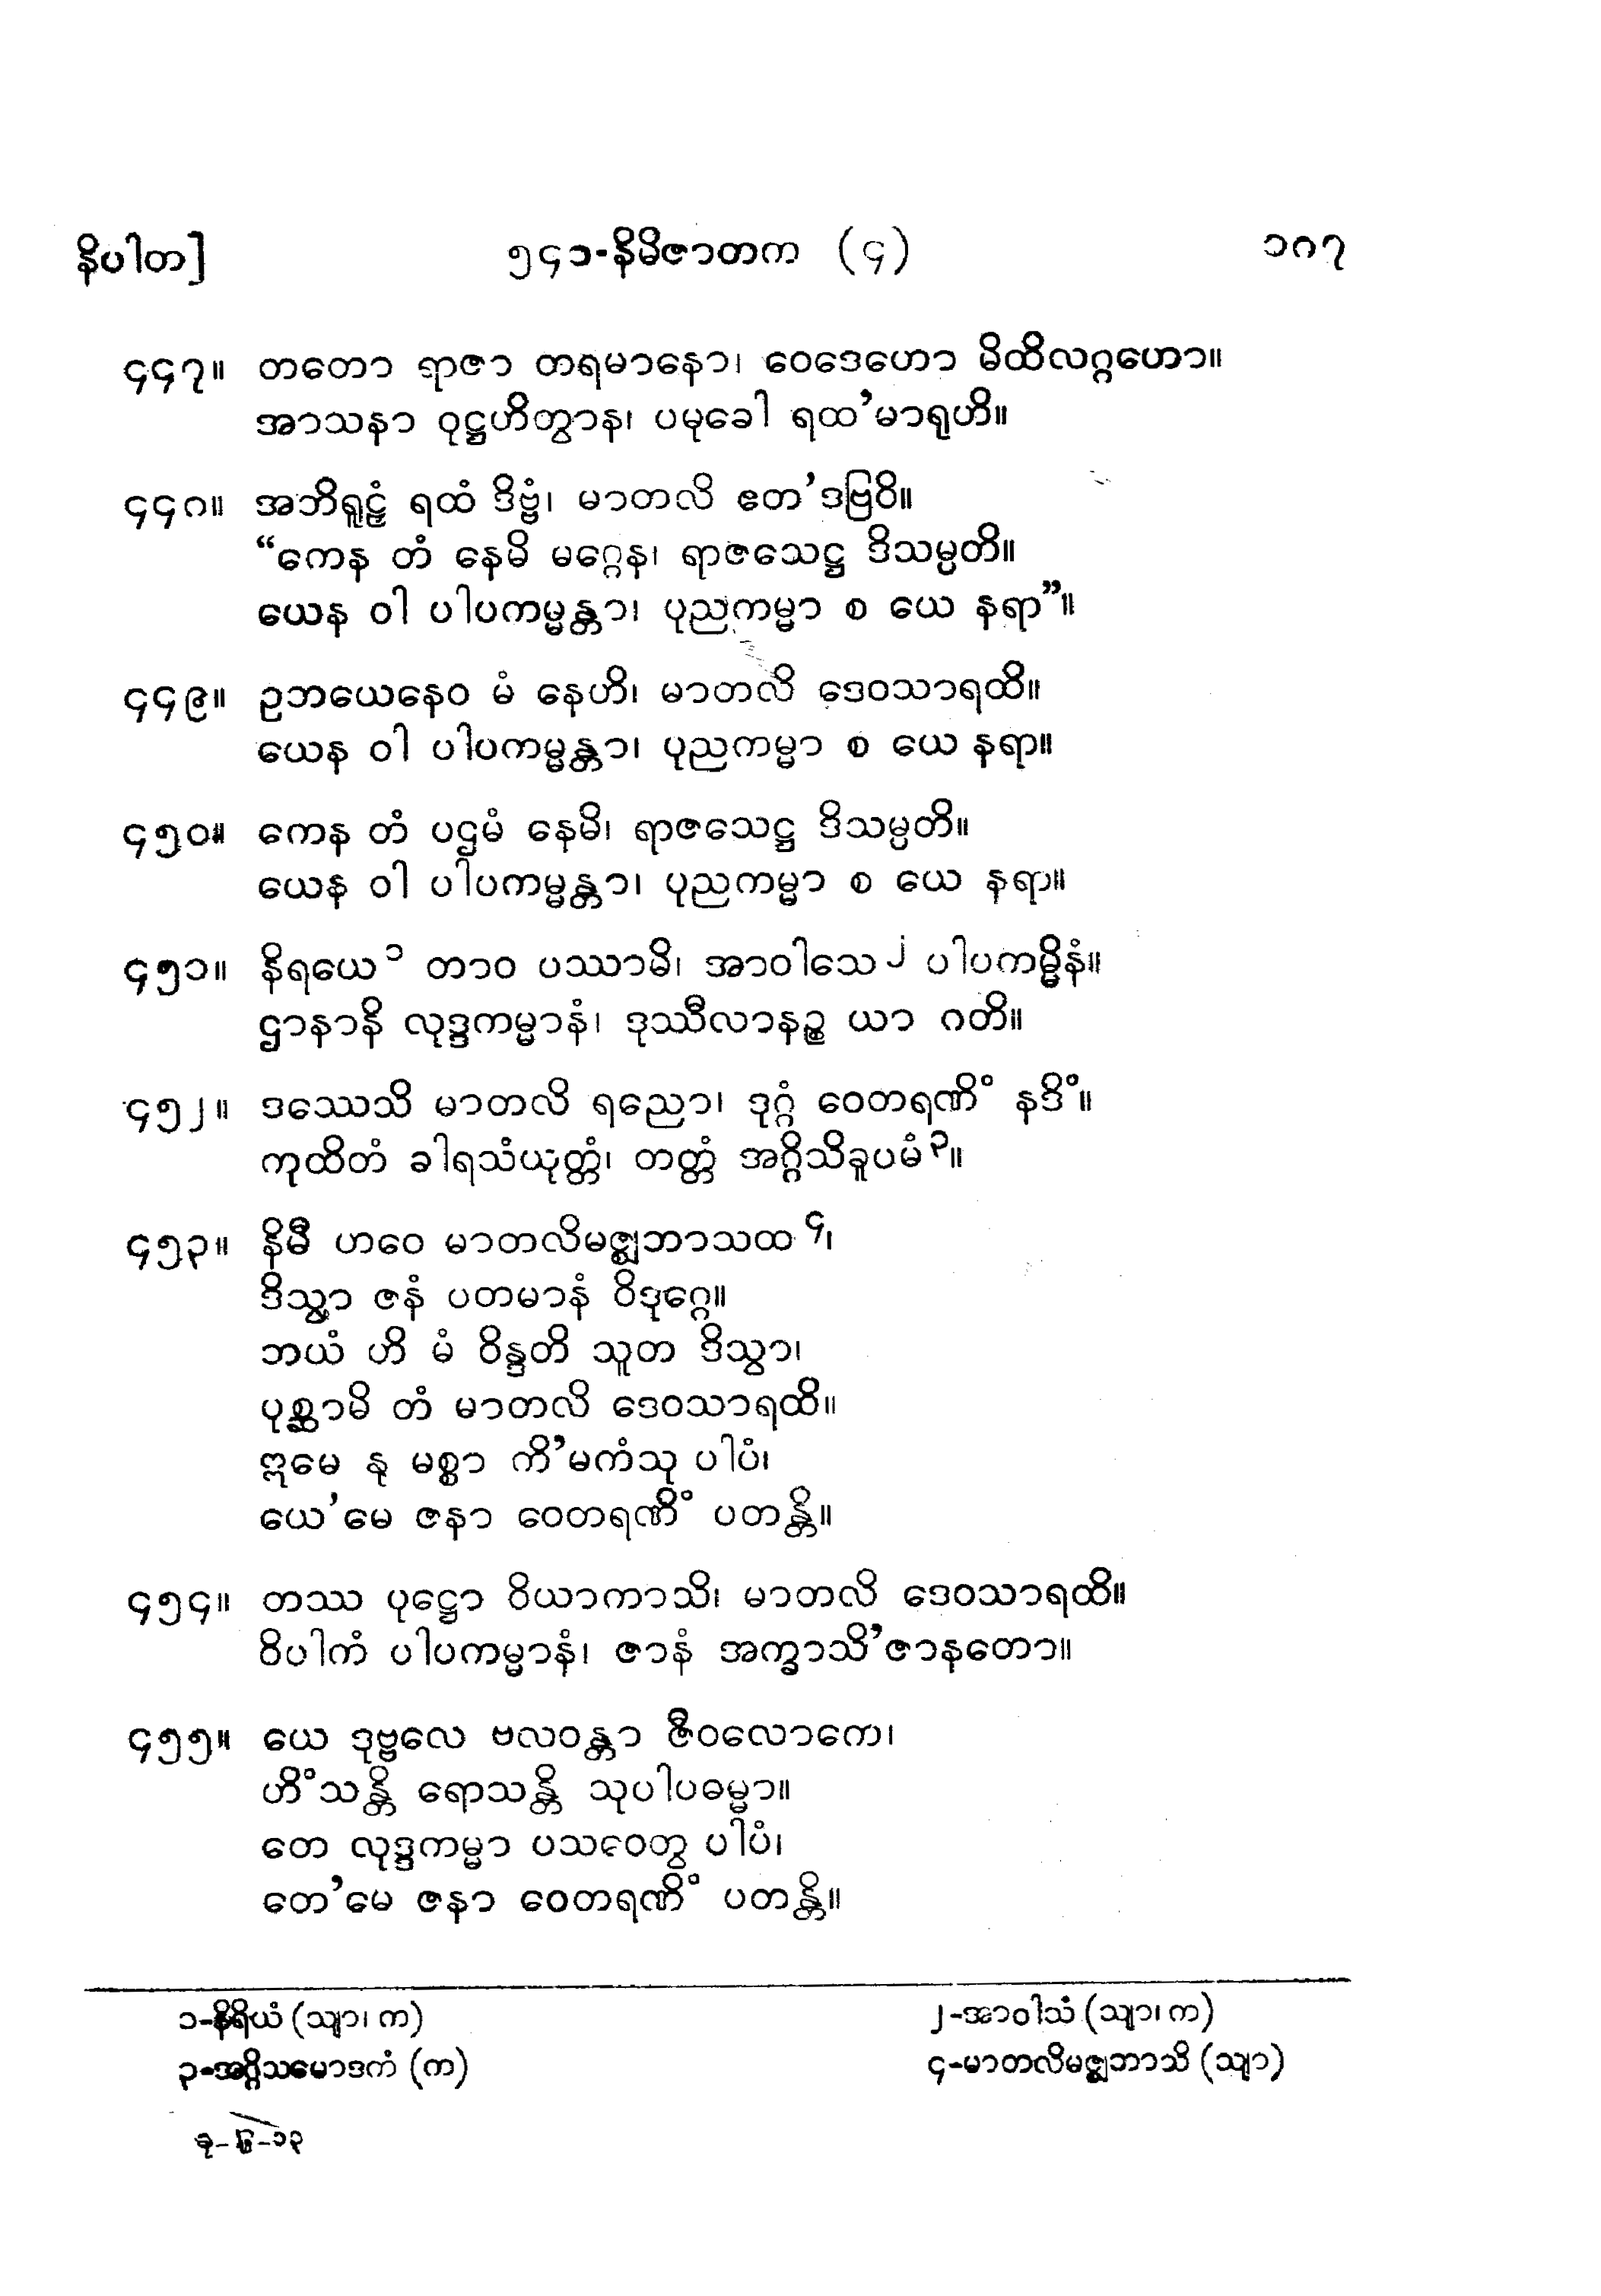 နိပါတ] ၅၄၁-နိမိဇာတက (၄) ၁၈၇
၄၄၇။ တတော ရာဇာ တရမာနော၊ ဝေဒေဟော မိထိလဂ္ဂဟော။
အာသနာ ဝုဋ္ဌဟိတွာန၊ ပမုခေါ ရထ’မာရုဟိ။
၄၄၈။ အဘိရူဠှံ ရထံ ဒိဗ္ဗံ၊ မာတလိ ဧတ’ဒဗြဝိ။
“ကေန တံ နေမိ မဂ္ဂေန၊ ရာဇသေဋ္ဌ ဒိသမ္ပတိ။
ယေန ဝါ ပါပကမ္မန္တာ၊ ပုညကမ္မာ စ ယေ နရာ”။
၄၄၉။ ဥဘယေနေဝ မံ နေဟိ၊ မာတလိ ဒေဝသာရထိ။
ယေန ဝါ ပါပကမ္မန္တာ၊ ပုညကမ္မာ စ ယေ နရာ။
၄၅၀။ ကေန တံ ပဌမံ နေမိ၊ ရာဇသေဋ္ဌ ဒိသမ္ပတိ။
ယေန ဝါ ပါပကမ္မန္တာ၊ ပုညကမ္မာ စ ယေ နရာ။
၄၅၁။ နိရယေ ၁ တာဝ ပဿာမိ၊ အာဝါသေ ၂ ပါပကမ္မိနံ။
ဌာနာနိ လုဒ္ဒကမ္မာနံ၊ ဒုဿီလာနဉ္စ ယာ ဂတိ။
၄၅၂။ ဒဿေသိ မာတလိ ရညော၊ ဒုဂ္ဂံ ဝေတရဏိံ နဒိံ။
ကုထိတံ ခါရသံယုတ္တံ၊ တတ္တံ အဂ္ဂိသိခူပမံ ၃။
၄၅၃။ နိမီ ဟဝေ မာတလိမဇ္ဈဘာသထ ၄၊
ဒိသွာ ဇနံ ပတမာနံ ဝိဒုဂ္ဂေ။
ဘယံ ဟိ မံ ဝိန္ဒတိ သူတ ဒိသွာ၊
ပုစ္ဆာမိ တံ မာတလိ ဒေဝသာရထိ။
ဣမေ နု မစ္စာ ကိ’မကံသု ပါပံ၊
ယေ’မေ ဇနာ ဝေတရဏိံ ပတန္တိ။
၄၅၄။ တဿ ပုဋ္ဌော ဝိယာကာသိ၊ မာတလိ ဒေဝသာရထိ။
ဝိပါကံ ပါပကမ္မာနံ၊ ဇာနံ အက္ခာသိ’ဇာနတော။
၄၅၅။ ယေ ဒုဗ္ဗလေ ဗလဝန္တာ ဇီဝလောကေ၊
ဟိံသန္တိ ရောသန္တိ သုပါပဓမ္မာ။
တေ လုဒ္ဒကမ္မာ ပသဝေတွ ပါပံ၊
တေ’မေ ဇနာ ဝေတရဏိံ ပတန္တိ။
၁-နိရိယံ (သျာ၊ က) ၂-အာဝါသံ (သျာ၊ က)
၃-အဂ္ဂိသမောဒကံ (က) ၄-မာတလိမဇ္ဈဘာသိ (သျာ)
ခု-၆-၁၃